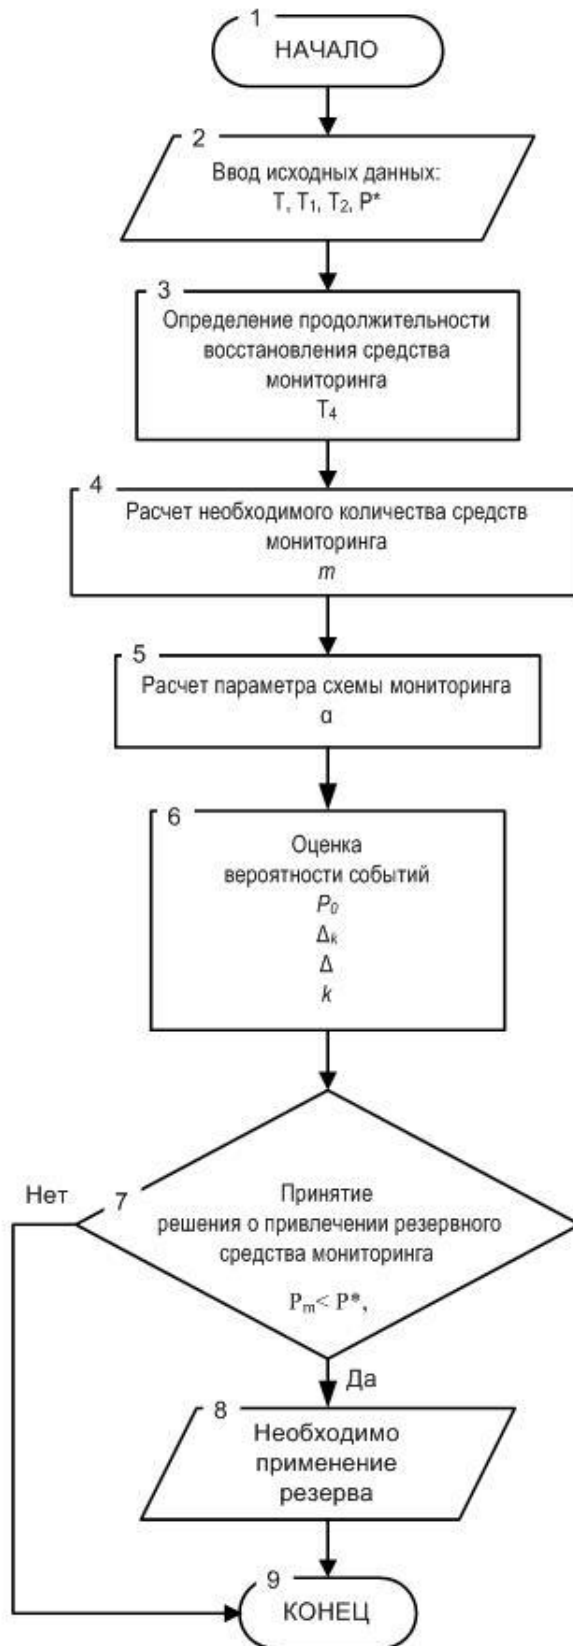 1
НАЧАЛО
2
Ввод исходных данных:
T, T₁, T₂, P*
3
Определение продолжительности
восстановления средства
мониторинга
T₄
4
Расчет необходимого количества средств
мониторинга
m
5
Расчет параметра схемы мониторинга
α
6
Оценка
вероятности событий
P₀
Δₖ
Δ
k
7
Нет
Принятие
решения о привлечении резервного
средства мониторинга
Pₘ< P*,
Да
8
Необходимо
применение
резерва
9
КОНЕЦ